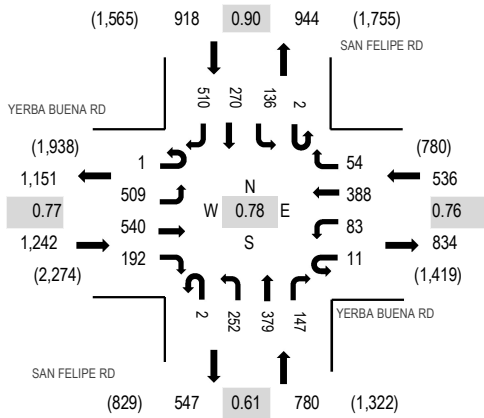 (1,565) 918 0.90 944 (1,755)
SAN FELIPE RD
YERBA BUENA RD
510 270 136 2
(1,938) 1 54 (780)
1,151 509 N 388 536
0.77 W 0.78 E 0.76
1,242 540 S 83 834
(2,274) 192 11 (1,419)
2 252 379 147
YERBA BUENA RD
SAN FELIPE RD
(829) 547 0.61 780 (1,322)